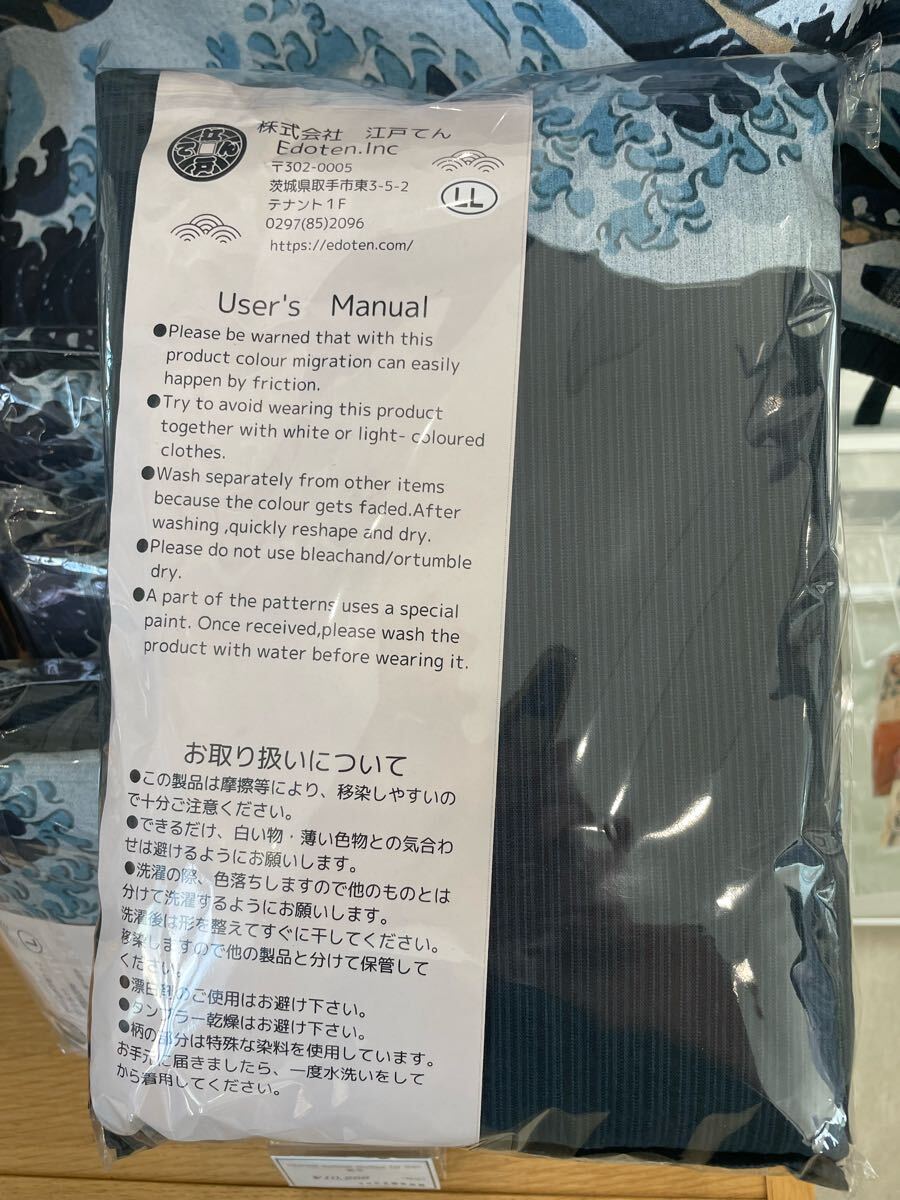 江戸てん
株式会社 江戸てん
Edoten.Inc
〒302-0005
茨城県取手市東3-5-2
テナント1F
0297(85)2096
https://edoten.com/
LL
User's Manual
●Please be warned that with this
product colour migration can easily
happen by friction.
●Try to avoid wearing this product
together with white or light- coloured
clothes.
●Wash separately from other items
because the colour gets faded.After
washing ,quickly reshape and dry.
●Please do not use bleachand/ortumble
dry.
●A part of the patterns uses a special
paint. Once received,please wash the
product with water before wearing it.
お取り扱いについて
●この製品は摩擦等により、移染しやすいの
で十分ご注意ください。
●できるだけ、白い物・薄い色物との気合わ
せは避けるようにお願いします。
●洗濯の際、色落ちしますので他のものとは
分けて洗濯するようにお願いします。
洗濯後は形を整えてすぐに干してください。
移染しますので他の製品と分けて保管して
ください。
●漂白剤のご使用はお避け下さい。
●タンブラー乾燥はお避け下さい。
●柄の部分は特殊な染料を使用しています。
お手元に届きましたら、一度水洗いをして
から着用してください。